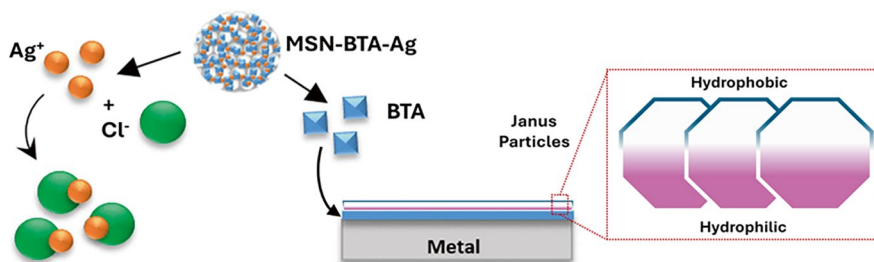 Ag⁺
MSN-BTA-Ag
+
Cl⁻
BTA
Janus
Particles
Metal
Hydrophobic
Hydrophilic